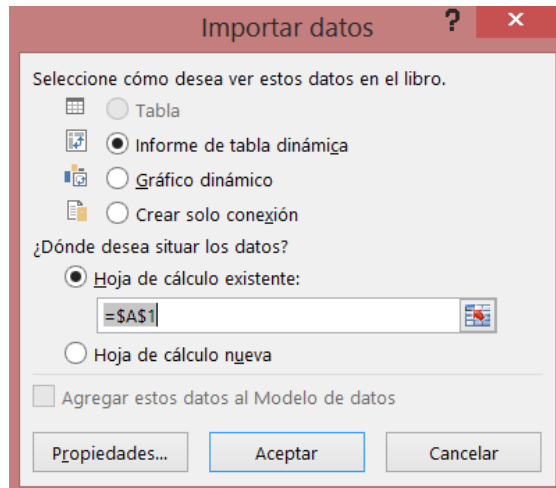 Importar datos ? ×
Seleccione cómo desea ver estos datos en el libro.
Tabla
Informe de tabla dinámica
Gráfico dinámico
Crear solo conexión
¿Dónde desea situar los datos?
Hoja de cálculo existente:
=$A$1
Hoja de cálculo nueva
Agregar estos datos al Modelo de datos
Propiedades... Aceptar Cancelar